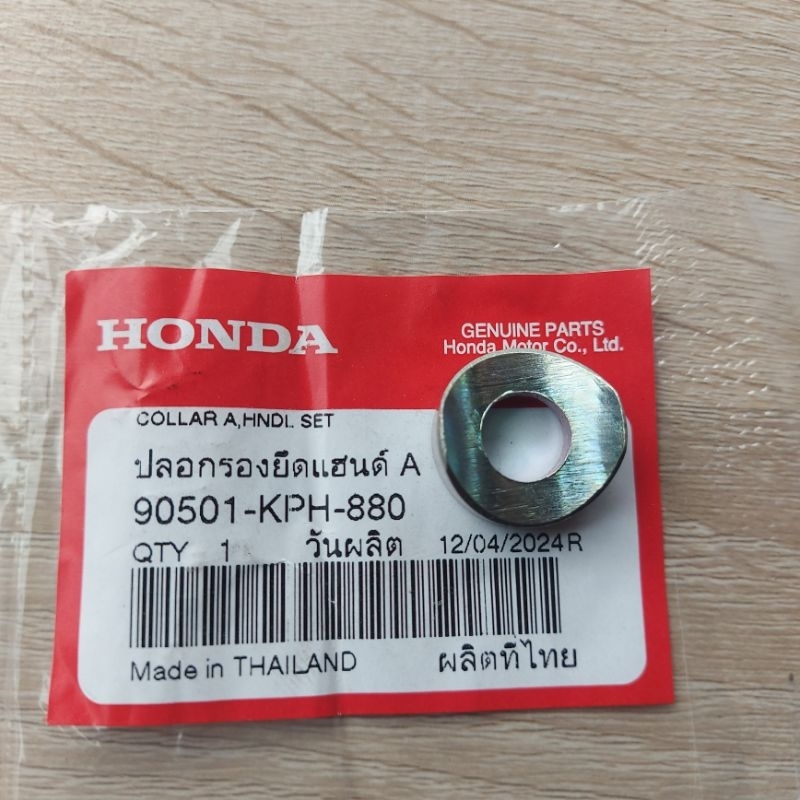 HONDA
GENUINE PARTS
Honda Motor Co., Ltd.
COLLAR A,HNDL SET
ปลอกรองยึดแฮนด์ A
90501-KPH-880
QTY 1 วันผลิต 12/04/2024R
Made in THAILAND ผลิตที่ไทย